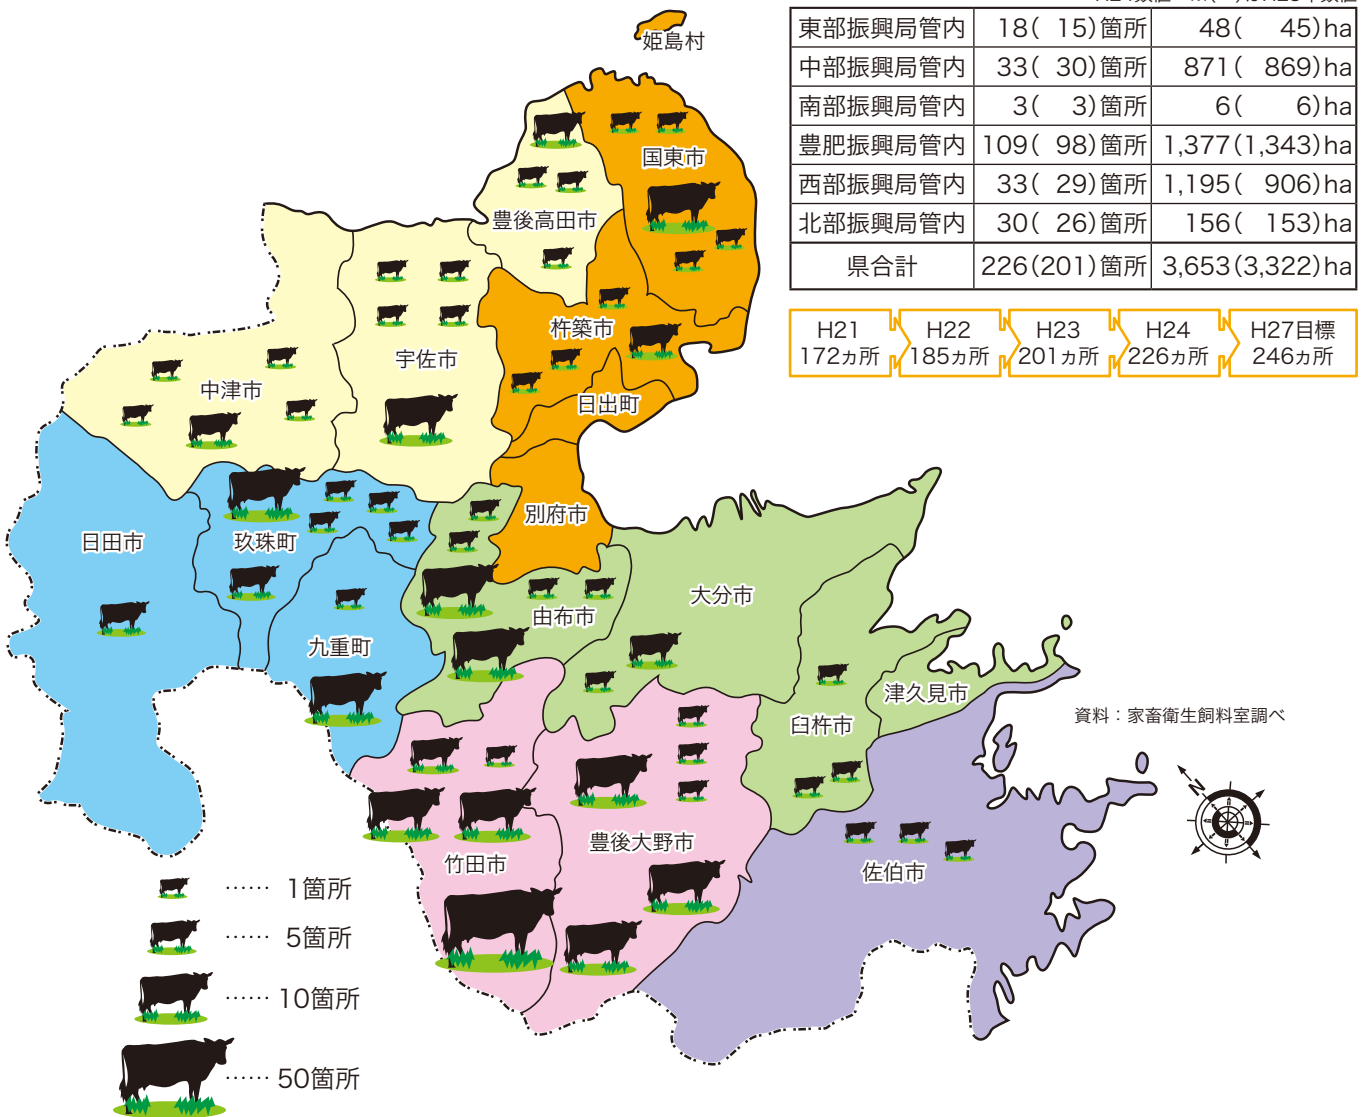 東部振興局管内 18( 15)箇所 48( 45)ha
中部振興局管内 33( 30)箇所 871( 869)ha
南部振興局管内 3( 3)箇所 6( 6)ha
豊肥振興局管内 109( 98)箇所 1,377(1,343)ha
西部振興局管内 33( 29)箇所 1,195( 906)ha
北部振興局管内 30( 26)箇所 156( 153)ha
県合計 226(201)箇所 3,653(3,322)ha
H21 H22 H23 H24 H27目標
172ヵ所 185ヵ所 201ヵ所 226ヵ所 246ヵ所
姫島村
国東市
豊後高田市
杵築市
宇佐市
中津市
日出町
別府市
日田市
玖珠町
大分市
由布市
九重町
津久見市
臼杵市
資料：家畜衛生飼料室調べ
N
豊後大野市
竹田市
佐伯市
……1箇所
……5箇所
……10箇所
……50箇所